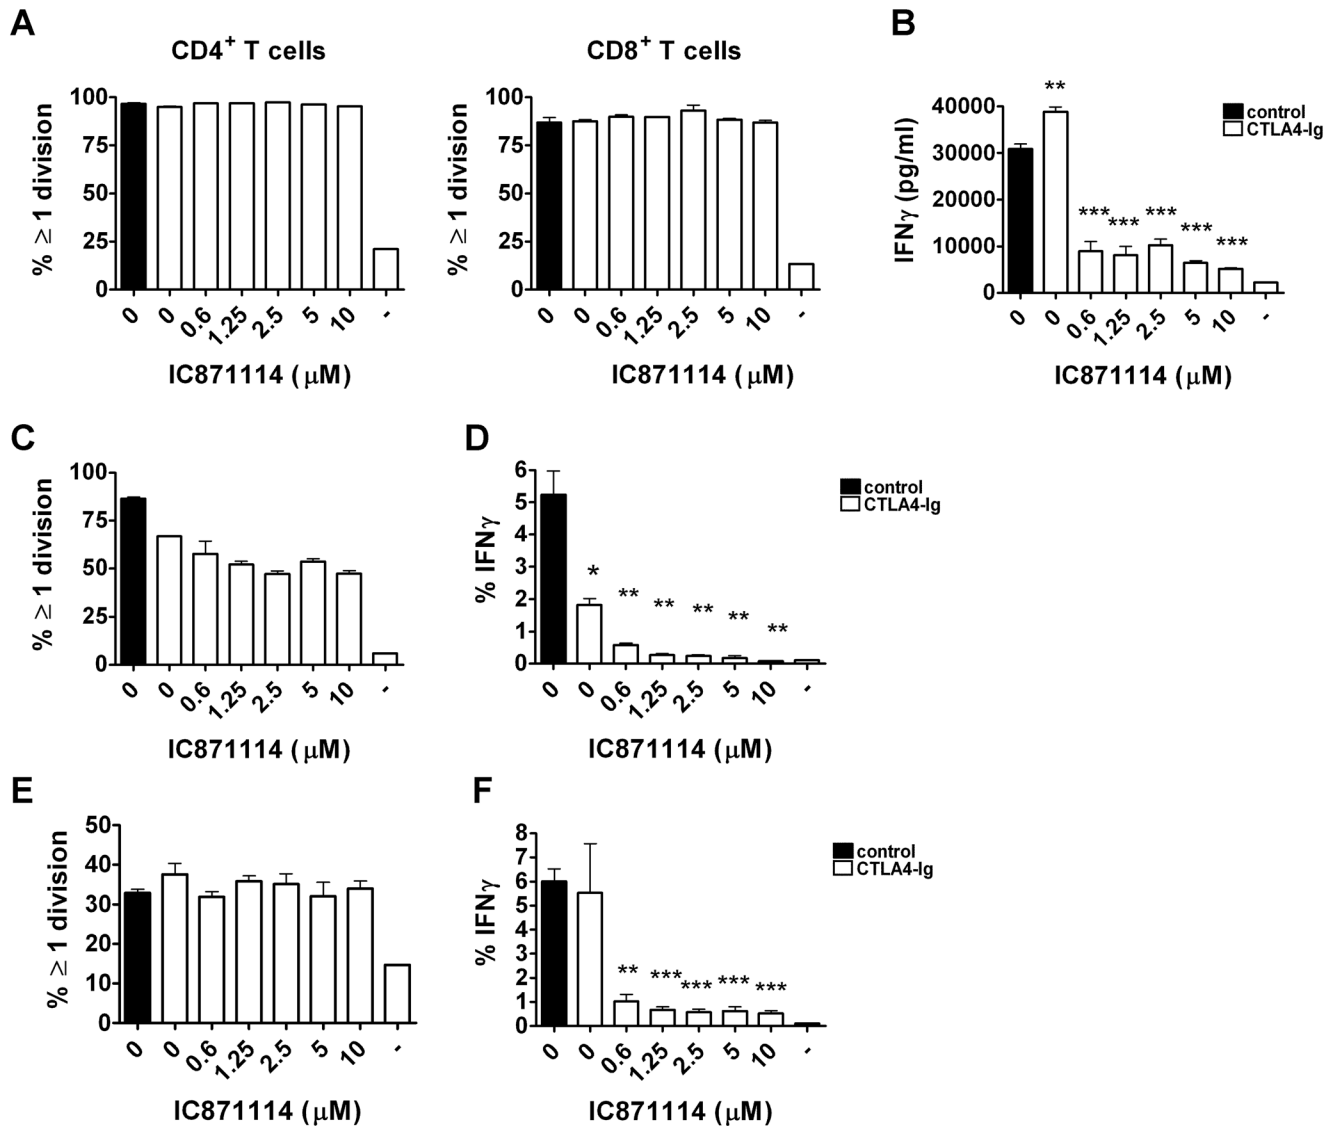 A
CD4+ T cells
CD8+ T cells
% ≥ 1 division
100
75
50
25
0
0 0 0.6 1.25 2.5 5 10 -
IC871114 (μM)
% ≥ 1 division
100
75
50
25
0
0 0 0.6 1.25 2.5 5 10 -
IC871114 (μM)
B
IFNγ (pg/ml)
40000
30000
20000
10000
0
** *** *** *** *** ***
0 0 0.6 1.25 2.5 5 10 -
IC871114 (μM)
control
CTLA4-Ig
C
% ≥ 1 division
100
75
50
25
0
0 0 0.6 1.25 2.5 5 10 -
IC871114 (μM)
D
% IFNγ
6
5
4
3
2
1
0
* ** ** ** ** **
0 0 0.6 1.25 2.5 5 10 -
IC871114 (μM)
control
CTLA4-Ig
E
% ≥ 1 division
50
40
30
20
10
0
0 0 0.6 1.25 2.5 5 10 -
IC871114 (μM)
F
% IFNγ
8
7
6
5
4
3
2
1
0
** *** *** *** ***
0 0 0.6 1.25 2.5 5 10 -
IC871114 (μM)
control
CTLA4-Ig